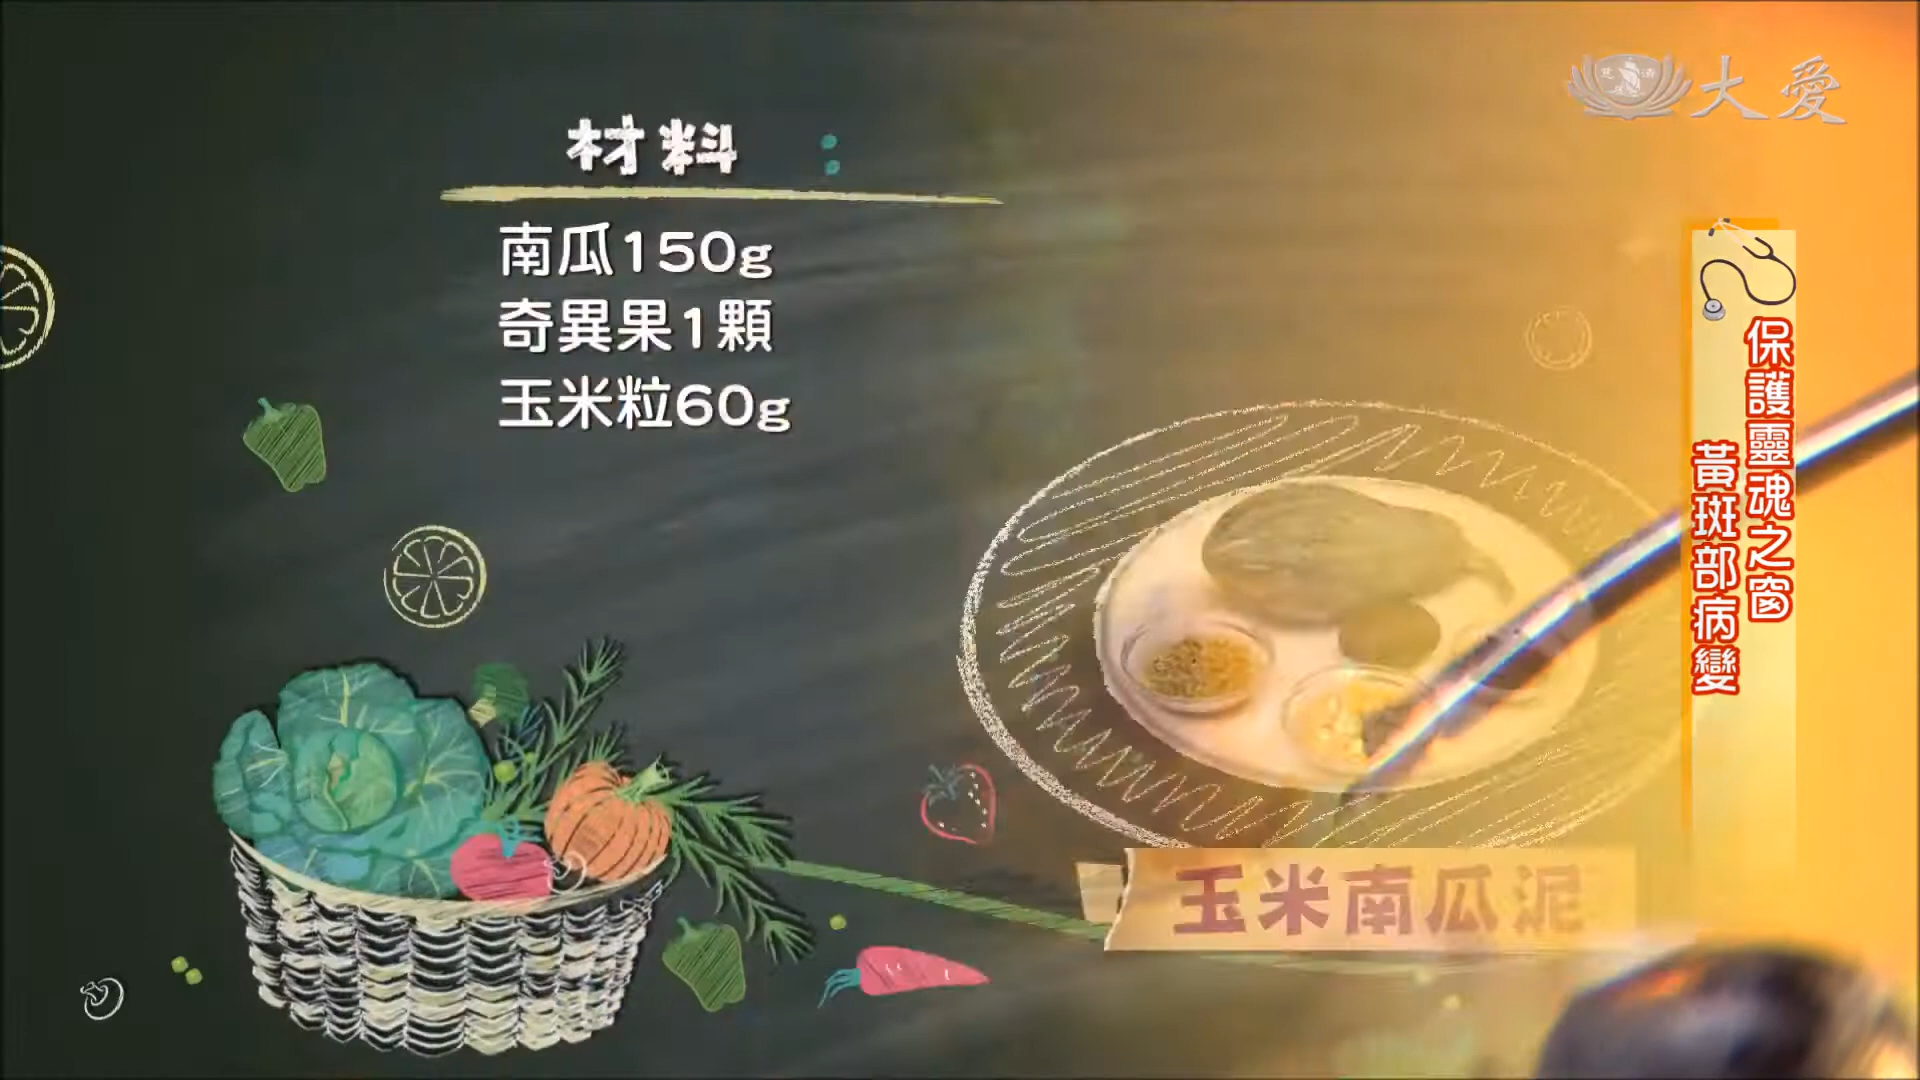 大愛
材料：
南瓜150g
奇異果1顆
玉米粒60g
保護靈魂之窗
黃斑部病變
玉米南瓜泥